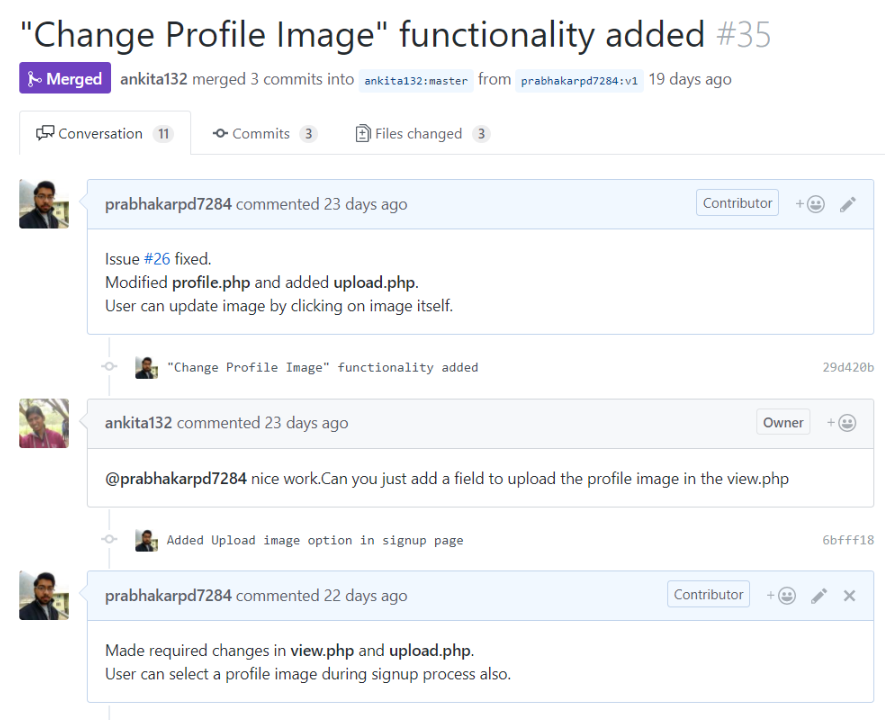 "Change Profile Image" functionality added #35
Merged ankita132 merged 3 commits into ankita132:master from prabhakarpd7284:v1 19 days ago
Conversation 11 Commits 3 Files changed 3
prabhakarpd7284 commented 23 days ago Contributor +
Issue #26 fixed.
Modified profile.php and added upload.php.
User can update image by clicking on image itself.
"Change Profile Image" functionality added 29d420b
ankita132 commented 23 days ago Owner +
@prabhakarpd7284 nice work.Can you just add a field to upload the profile image in the view.php
Added Upload image option in signup page 6bfff18
prabhakarpd7284 commented 22 days ago Contributor +
Made required changes in view.php and upload.php.
User can select a profile image during signup process also.